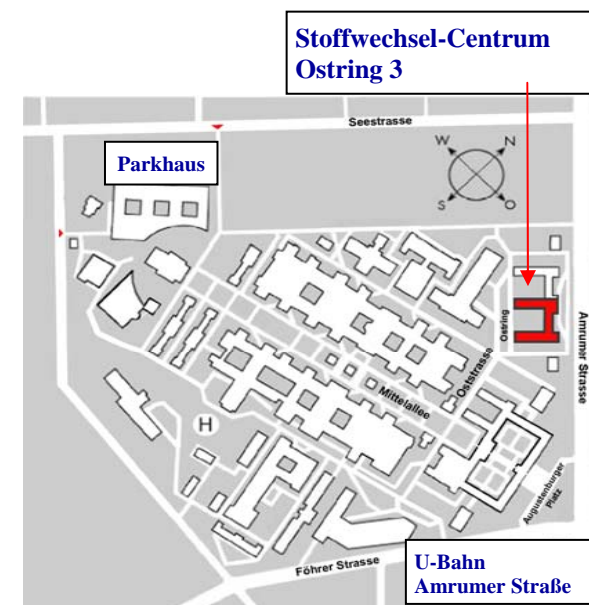 Stoffwechsel-Centrum
Ostring 3
Seestrasse
Parkhaus
W
N
S
O
Ostring
Amrumer Strasse
Oststrasse
Mittelallee
H
Augustenburger
Platz
Föhrer Strasse
U-Bahn
Amrumer Straße